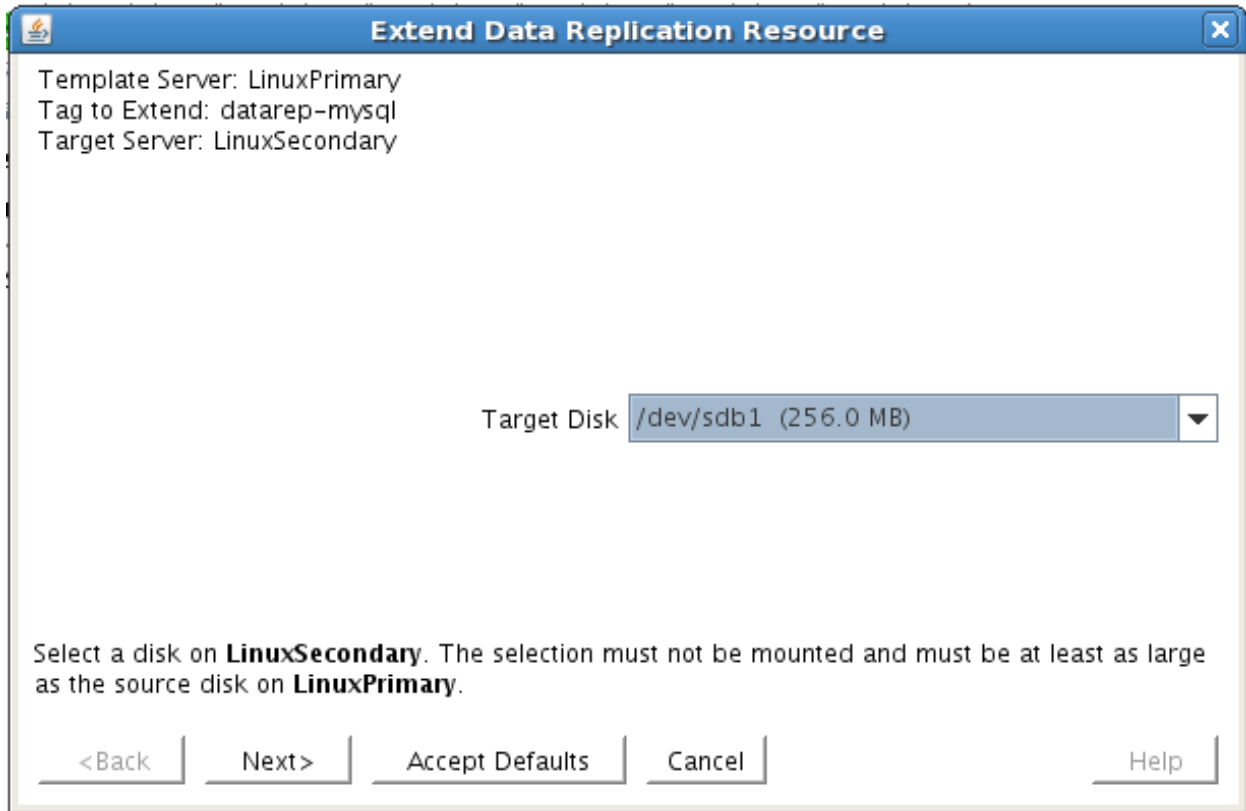 Extend Data Replication Resource
Template Server: LinuxPrimary
Tag to Extend: datarep-mysql
Target Server: LinuxSecondary
Target Disk /dev/sdb1 (256.0 MB)
Select a disk on LinuxSecondary. The selection must not be mounted and must be at least as large
as the source disk on LinuxPrimary.
<Back Next> Accept Defaults Cancel Help